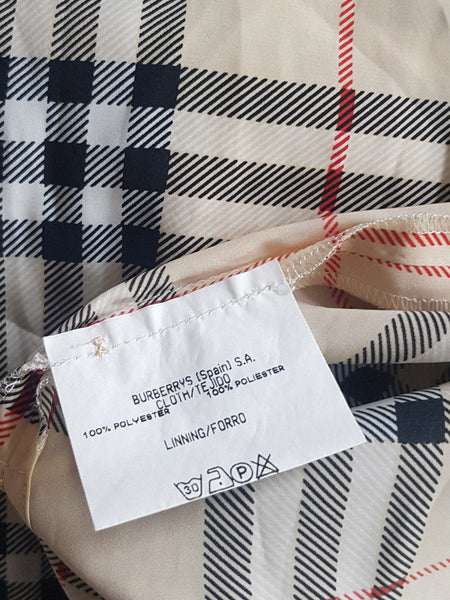 BURBERRYS (Spain) S.A.
CLOTH/TEJIDO
100% POLYESTER 100% POLIESTER
LINNING/FORRO
30 P